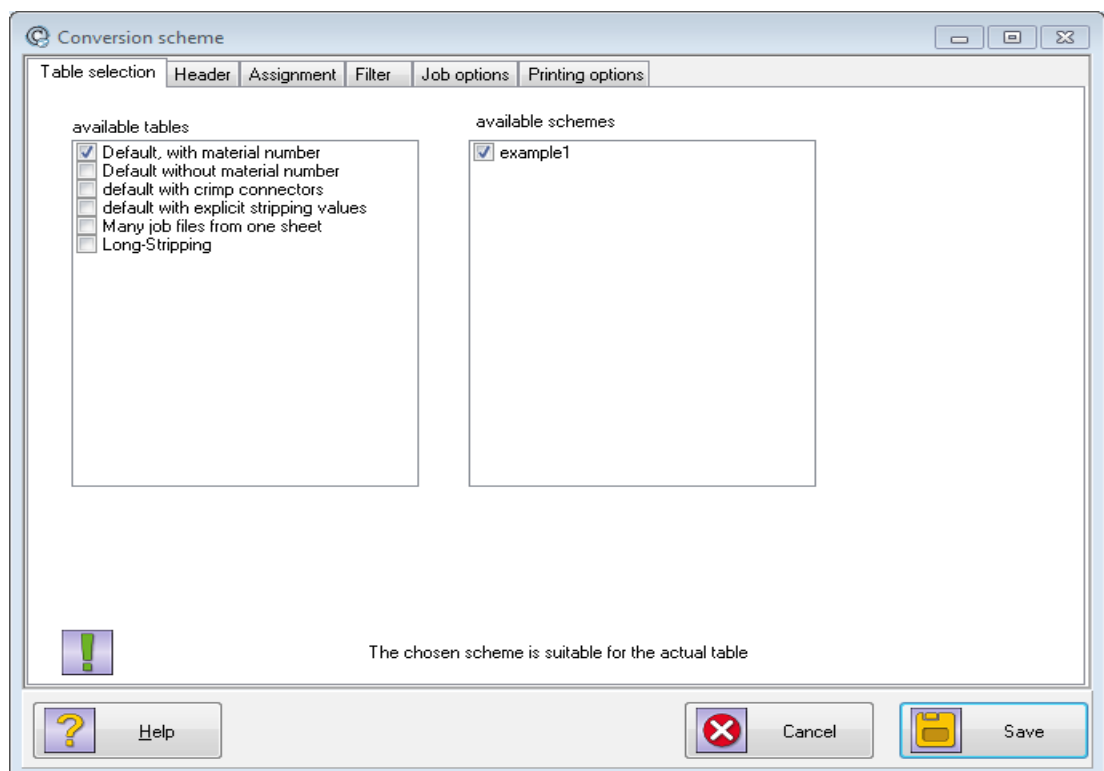 Conversion scheme
Table selection Header Assignment Filter Job options Printing options
available tables
Default, with material number
Default without material number
default with crimp connectors
default with explicit stripping values
Many job files from one sheet
Long-Stripping
available schemes
example1
The chosen scheme is suitable for the actual table
Help Cancel Save